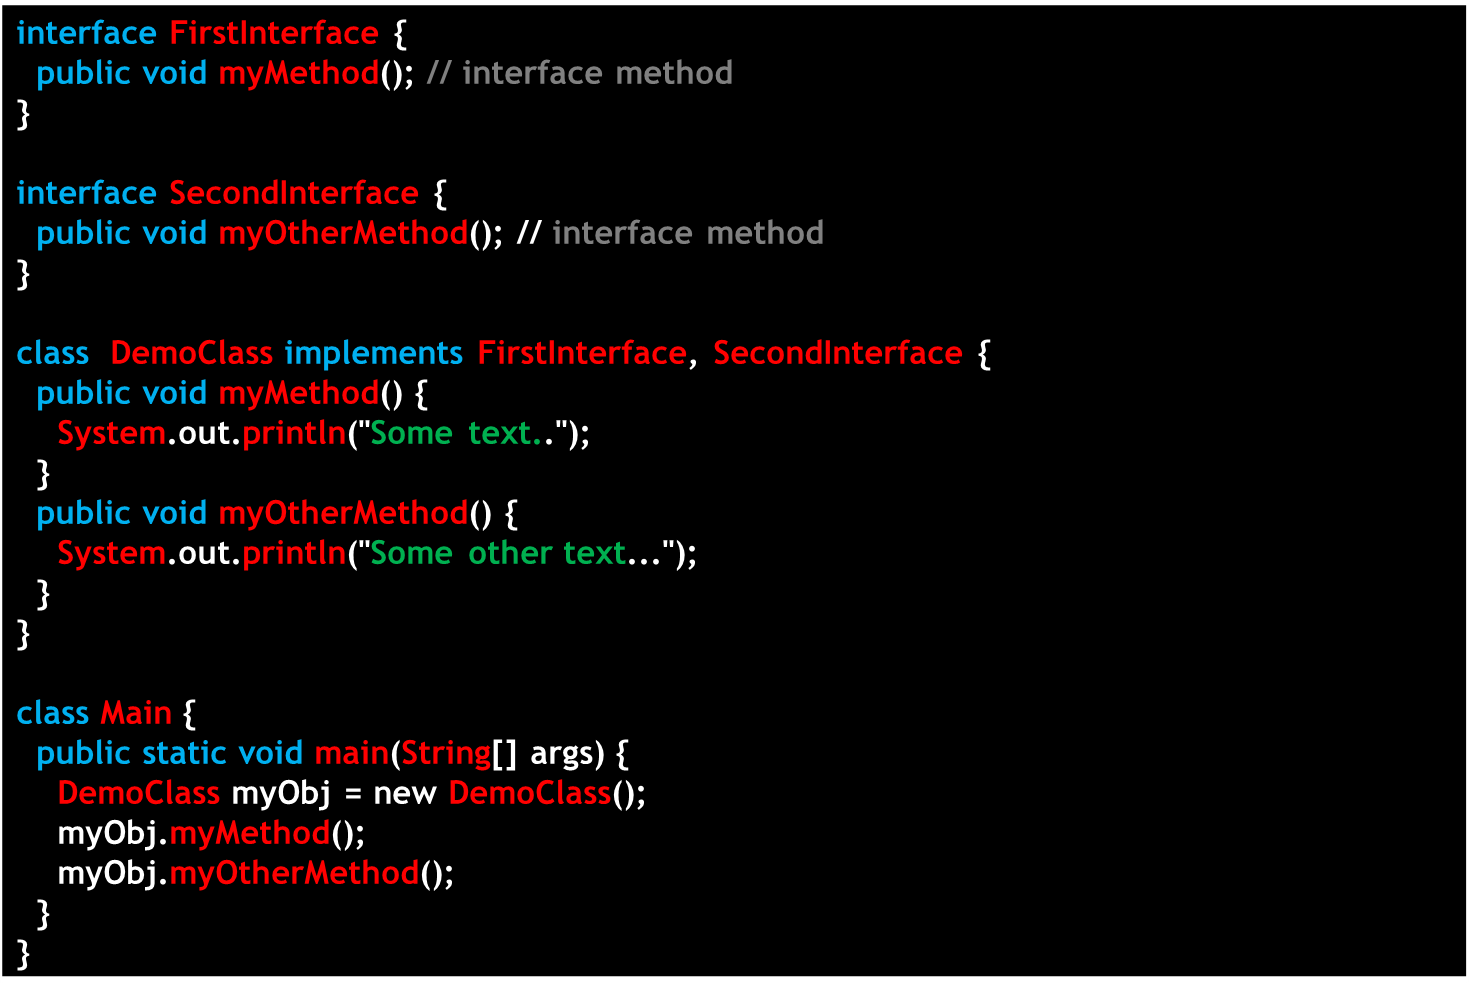 interface FirstInterface {
  public void myMethod(); // interface method
}
interface SecondInterface {
  public void myOtherMethod(); // interface method
}
class  DemoClass implements FirstInterface, SecondInterface {
  public void myMethod() {
    System.out.println("Some text..");
  }
  public void myOtherMethod() {
    System.out.println("Some other text...");
  }
}
class Main {
  public static void main(String[] args) {
    DemoClass myObj = new DemoClass();
    myObj.myMethod();
    myObj.myOtherMethod();
  }
}